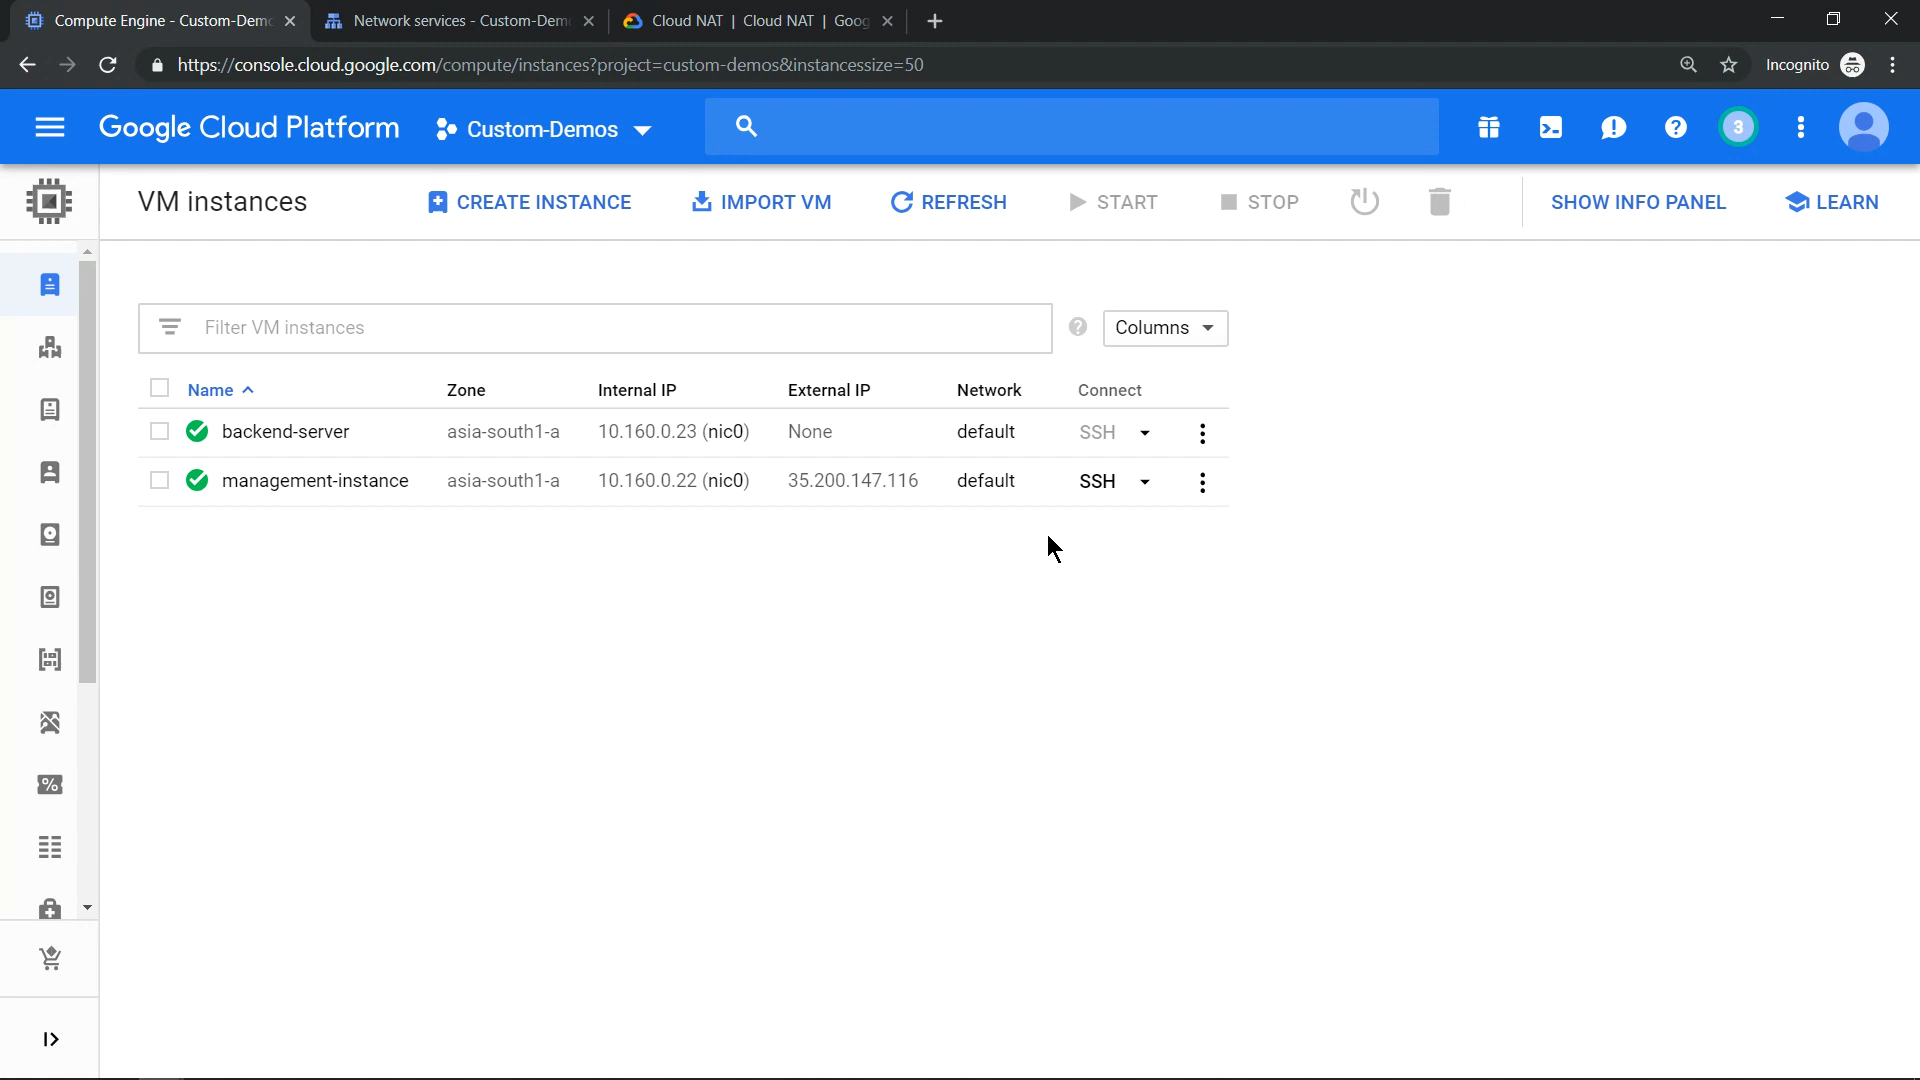 Compute Engine - Custom-Dem
Network services - Custom-Dem
Cloud NAT | Cloud NAT | Goog
https://console.cloud.google.com/compute/instances?project=custom-demos&instancessize=50
Incognito
Google Cloud Platform
Custom-Demos
3
VM instances
CREATE INSTANCE
IMPORT VM
REFRESH
START
STOP
SHOW INFO PANEL
LEARN
Filter VM instances
Columns
Name Zone Internal IP External IP Network Connect
backend-server asia-south1-a 10.160.0.23 (nic0) None default SSH
management-instance asia-south1-a 10.160.0.22 (nic0) 35.200.147.116 default SSH